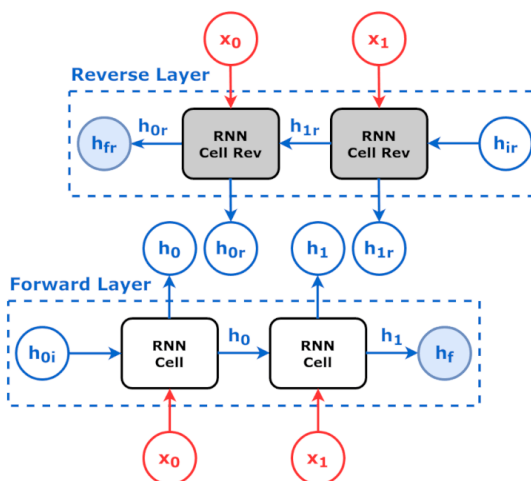 x0 x1
Reverse Layer
hfr h0r RNN Cell Rev h1r RNN Cell Rev hir
h0 h0r h1 h1r
Forward Layer
h0i RNN Cell h0 RNN Cell h1 hf
x0 x1